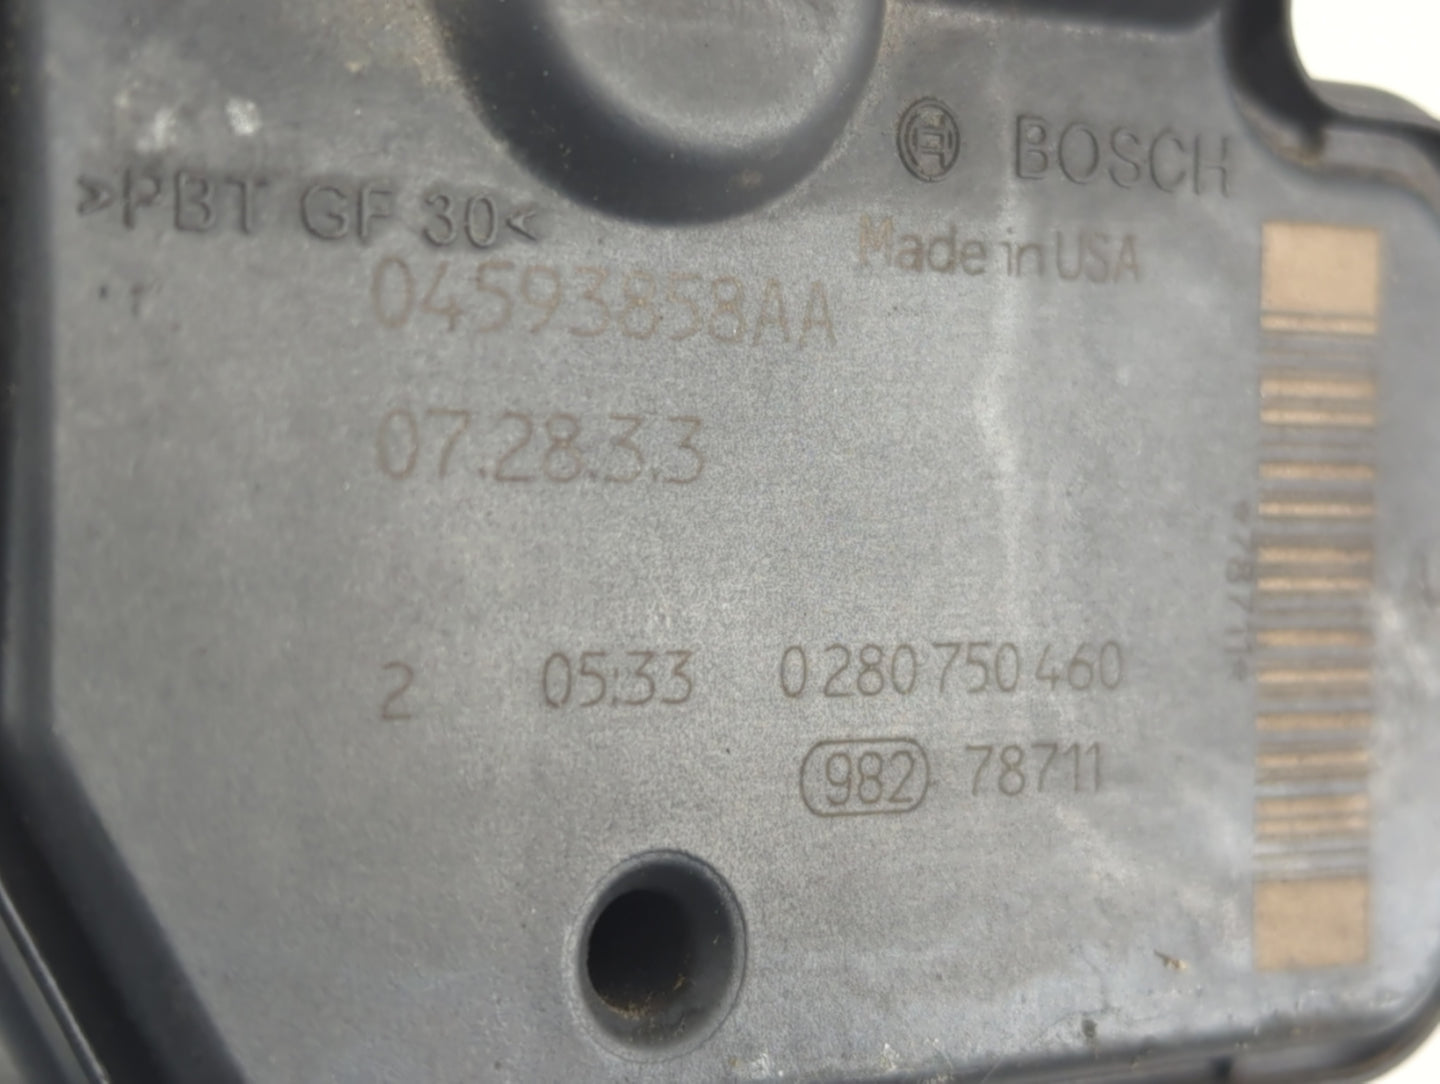 BOSCH
>PBT GF 30<
Made in USA
04593858AA
07.28.3.3
2 05.33 0 280 750 460
982 78711
*78711*